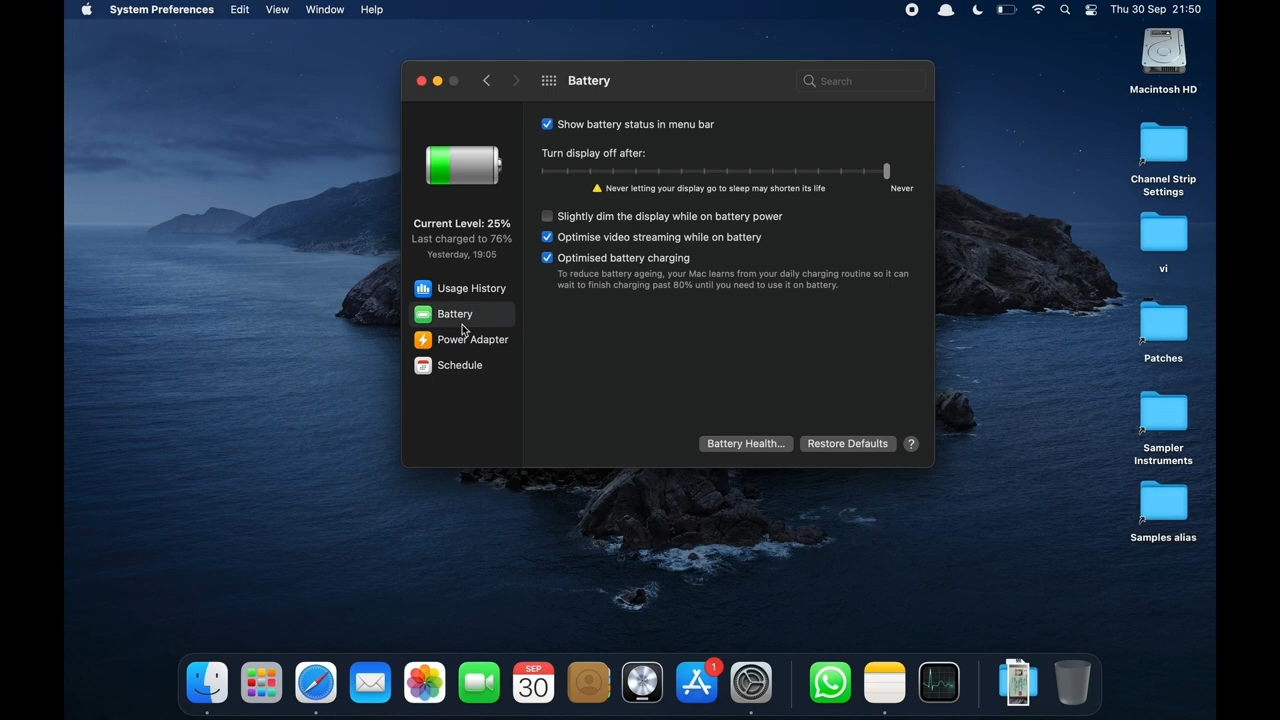 System Preferences Edit View Window Help Thu 30 Sep 21:50
Battery
Search
Show battery status in menu bar
Turn display off after:
Never letting your display go to sleep may shorten its life Never
Slightly dim the display while on battery power
Optimise video streaming while on battery
Optimised battery charging
To reduce battery ageing, your Mac learns from your daily charging routine so it can
wait to finish charging past 80% until you need to use it on battery.
Current Level: 25%
Last charged to 76%
Yesterday, 19:05
Usage History
Battery
Power Adapter
Schedule
Battery Health... Restore Defaults ?
Macintosh HD
Channel Strip
Settings
vi
Patches
Sampler
Instruments
Samples alias
SEP
30
1